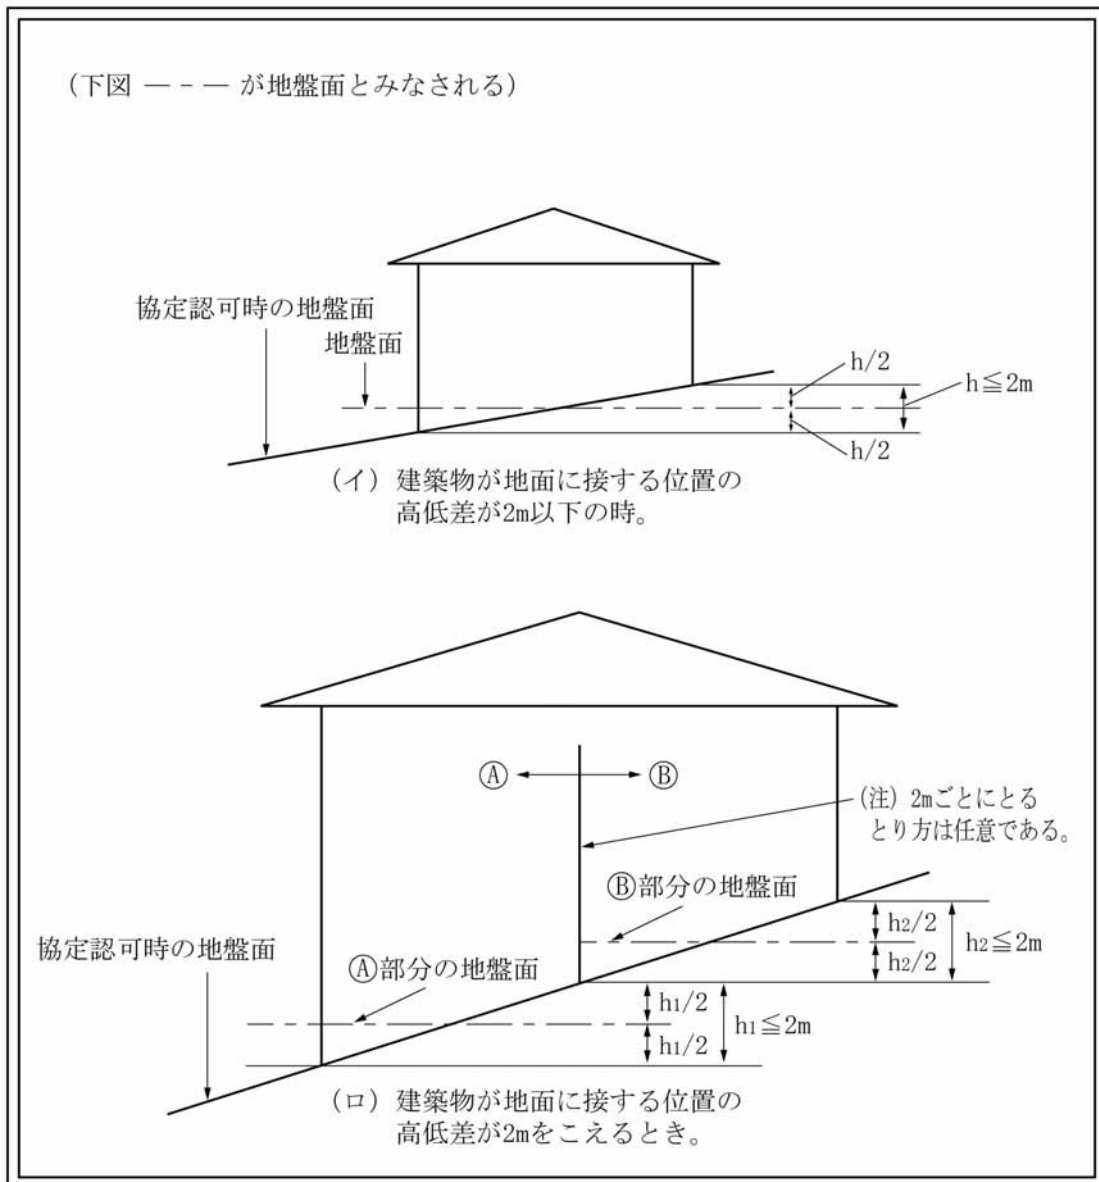 (下図 ― - ― が地盤面とみなされる)
協定認可時の地盤面
地盤面
h/2
h≦2m
h/2
(イ) 建築物が地面に接する位置の
高低差が2m以下の時。
Ⓐ
Ⓑ
(注) 2mごとにとる
とり方は任意である。
Ⓑ部分の地盤面
h2/2
h2≦2m
h2/2
協定認可時の地盤面
Ⓐ部分の地盤面
h1/2
h1≦2m
h1/2
(ロ) 建築物が地面に接する位置の
高低差が2mをこえるとき。